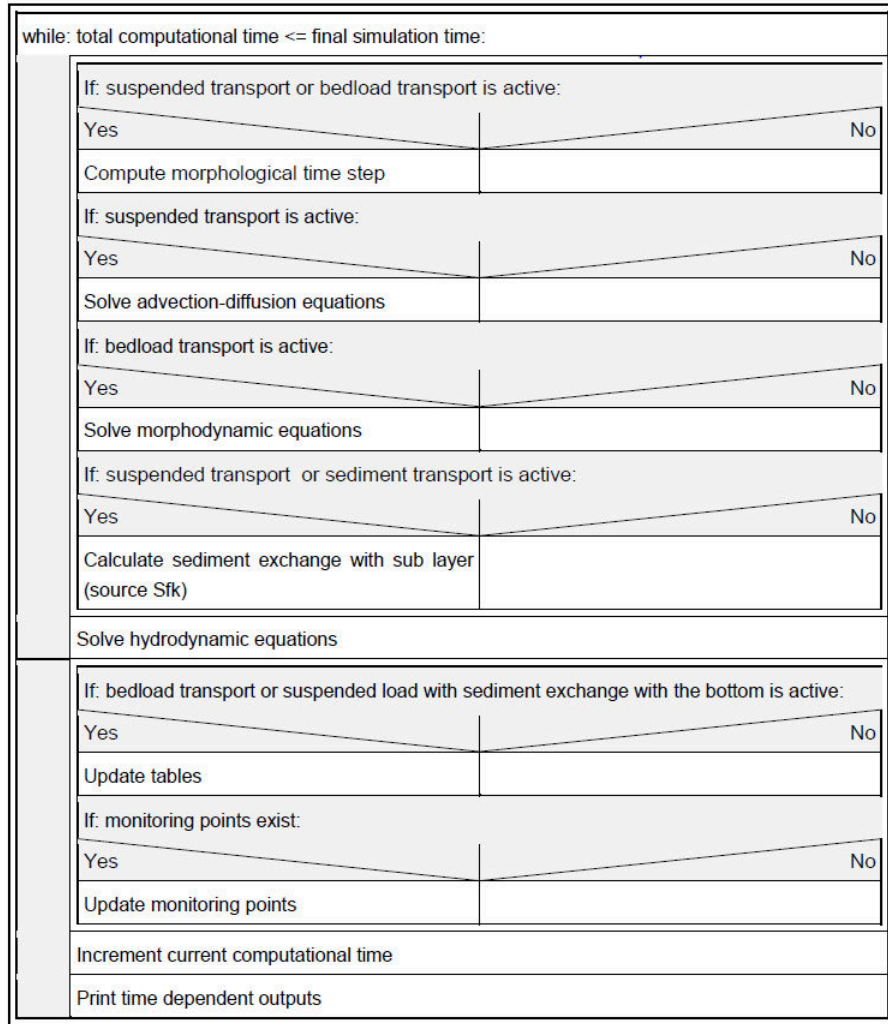 while: total computational time <= final simulation time:
If: suspended transport or bedload transport is active:
Yes
No
Compute morphological time step
If: suspended transport is active:
Yes
No
Solve advection-diffusion equations
If: bedload transport is active:
Yes
No
Solve morphodynamic equations
If: suspended transport or sediment transport is active:
Yes
No
Calculate sediment exchange with sub layer
(source Sfk)
Solve hydrodynamic equations
If: bedload transport or suspended load with sediment exchange with the bottom is active:
Yes
No
Update tables
If: monitoring points exist:
Yes
No
Update monitoring points
Increment current computational time
Print time dependent outputs